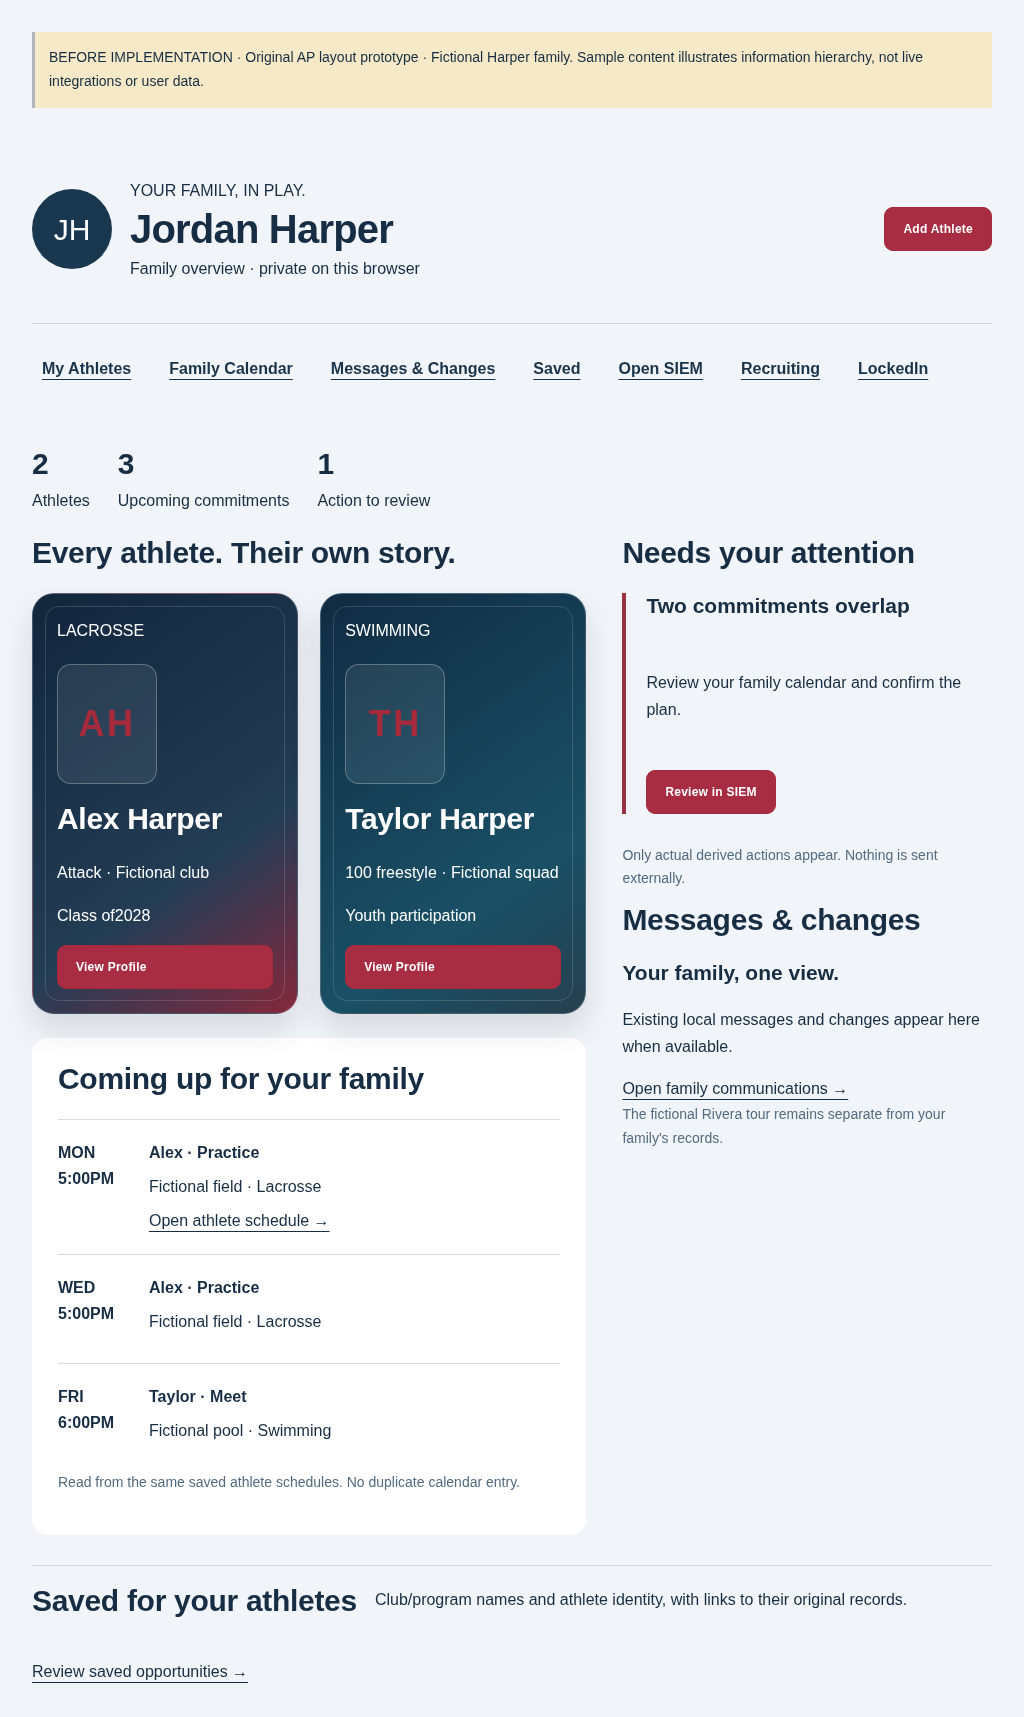 BEFORE IMPLEMENTATION · Original AP layout prototype · Fictional Harper family. Sample content illustrates information hierarchy, not live
integrations or user data.
JH
YOUR FAMILY, IN PLAY.
Jordan Harper
Family overview · private on this browser
Add Athlete
My Athletes
Family Calendar
Messages & Changes
Saved
Open SIEM
Recruiting
LockedIn
2
Athletes
3
Upcoming commitments
1
Action to review
Every athlete. Their own story.
LACROSSE
AH
Alex Harper
Attack · Fictional club
Class of2028
View Profile
SWIMMING
TH
Taylor Harper
100 freestyle · Fictional squad
Youth participation
View Profile
Coming up for your family
MON
5:00PM
Alex · Practice
Fictional field · Lacrosse
Open athlete schedule →
WED
5:00PM
Alex · Practice
Fictional field · Lacrosse
FRI
6:00PM
Taylor · Meet
Fictional pool · Swimming
Read from the same saved athlete schedules. No duplicate calendar entry.
Needs your attention
Two commitments overlap
Review your family calendar and confirm the
plan.
Review in SIEM
Only actual derived actions appear. Nothing is sent
externally.
Messages & changes
Your family, one view.
Existing local messages and changes appear here
when available.
Open family communications →
The fictional Rivera tour remains separate from your
family's records.
Saved for your athletes
Club/program names and athlete identity, with links to their original records.
Review saved opportunities →